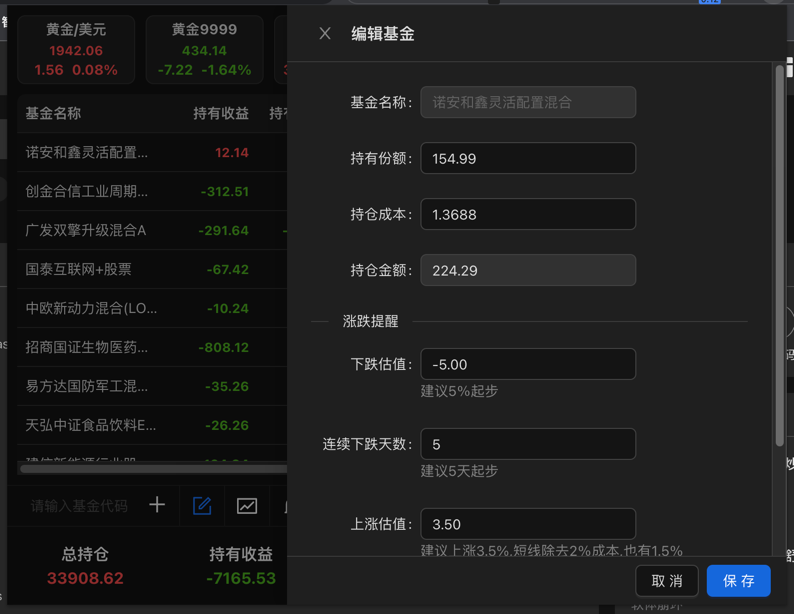 黄金/美元
1942.06
1.56 0.08%
黄金9999
434.14
-7.22 -1.64%
基金名称 持有收益 持
诺安和鑫灵活配置... 12.14
创金合信工业周期... -312.51
广发双擎升级混合A -291.64
国泰互联网+股票 -67.42
中欧新动力混合(LO... -10.24
招商国证生物医药... -808.12
易方达国防军工混... -35.26
天弘中证食品饮料E... -26.26
请输入基金代码
总持仓
33908.62
持有收益
-7165.53
编辑基金
基金名称: 诺安和鑫灵活配置混合
持有份额: 154.99
持仓成本: 1.3688
持仓金额: 224.29
涨跌提醒
下跌估值: -5.00
建议5%起步
连续下跌天数: 5
建议5天起步
上涨估值: 3.50
建议上涨3.5%,短线除去2%成本,也有1.5%
取 消
保 存